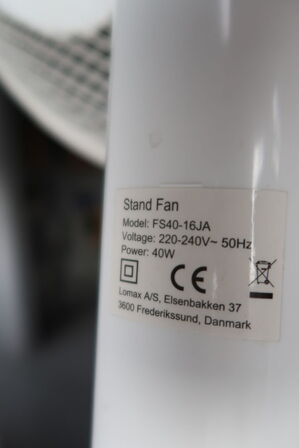 Stand Fan
Model: FS40-16JA
Voltage: 220-240V~ 50Hz
Power: 40W
CE
Lomax A/S, Elsenbakken 37
3600 Frederikssund, Danmark